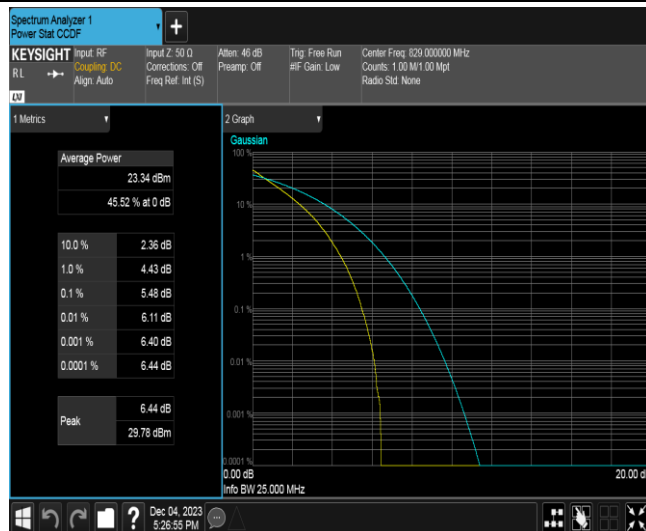 Spectrum Analyzer 1
Power Stat CCDF
+
KEYSIGHT
RL
Input: RF
Coupling: DC
Align: Auto
Input Z: 50 Ω
Corrections: Off
Freq Ref: Int (S)
Atten: 46 dB
Preamp: Off
Trig: Free Run
#IF Gain: Low
Center Freq: 829.000000 MHz
Counts: 1.00 M/1.00 Mpt
Radio Std: None
1 Metrics
Average Power
23.34 dBm
45.52 % at 0 dB
10.0 % 2.36 dB
1.0 % 4.43 dB
0.1 % 5.48 dB
0.01 % 6.11 dB
0.001 % 6.40 dB
0.0001 % 6.44 dB
Peak
6.44 dB
29.78 dBm
2 Graph
Gaussian
100 %
10 %
1 %
0.1 %
0.01 %
0.001 %
0.0001 %
0.00 dB
20.00 d
Info BW 25.000 MHz
?
Dec 04, 2023
5:26:55 PM